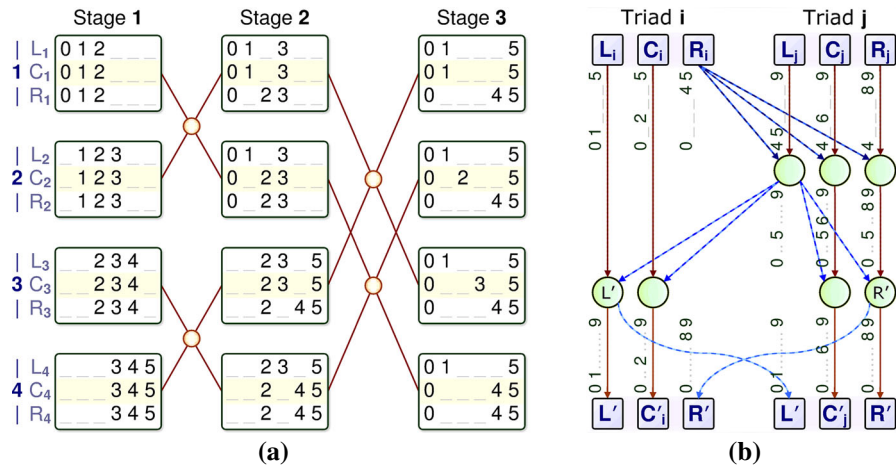 Stage 1 Stage 2 Stage 3
| L₁ 0 1 2 _ _ _ 0 1 _ 3 _ _ 0 1 _ _ _ 5
1 C₁ 0 1 2 _ _ _ 0 1 _ 3 _ _ 0 1 _ _ _ 5
| R₁ 0 1 2 _ _ _ 0 _ 2 3 _ _ 0 _ _ _ 4 5
| L₂ _ 1 2 3 _ _ 0 1 _ 3 _ _ 0 1 _ _ _ 5
2 C₂ _ 1 2 3 _ _ 0 _ 2 3 _ _ 0 _ 2 _ _ 5
| R₂ _ 1 2 3 _ _ 0 _ 2 3 _ _ 0 _ _ _ 4 5
| L₃ _ _ 2 3 4 _ _ _ 2 3 _ 5 0 1 _ _ _ 5
3 C₃ _ _ 2 3 4 _ _ _ 2 3 _ 5 0 _ _ 3 _ 5
| R₃ _ _ 2 3 4 _ _ _ 2 _ 4 5 0 _ _ _ 4 5
| L₄ _ _ _ 3 4 5 _ _ 2 3 _ 5 0 1 _ _ _ 5
4 C₄ _ _ _ 3 4 5 _ _ 2 _ 4 5 0 _ _ _ 4 5
| R₄ _ _ _ 3 4 5 _ _ 2 _ 4 5 0 _ _ _ 4 5
(a)
Triad i Triad j
Lᵢ Cᵢ Rᵢ Lⱼ Cⱼ Rⱼ
L′ R′
L′ C′ᵢ R′ L′ C′ⱼ R′
(b)